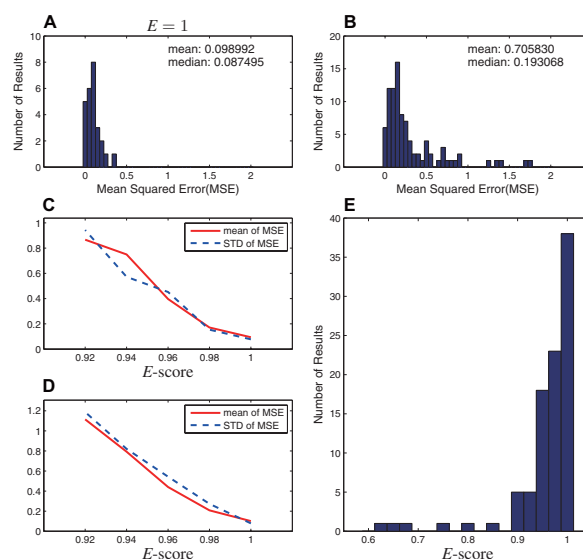 A
E = 1
mean: 0.098992
median: 0.087495
Number of Results
10
8
6
4
2
0
0
0.5
1
1.5
2
Mean Squared Error(MSE)
B
mean: 0.705830
median: 0.193068
Number of Results
20
16
12
10
6
2
0
0
0.5
1
1.5
2
Mean Squared Error(MSE)
C
mean of MSE
STD of MSE
1
0.8
0.6
0.4
0.2
0
0.92
0.94
0.96
0.98
1
E-score
D
mean of MSE
STD of MSE
1.2
1
0.8
0.6
0.4
0.2
0
0.92
0.94
0.96
0.98
1
E-score
E
Number of Results
40
35
30
25
20
15
10
5
0
0.6
0.7
0.8
0.9
1
E-score